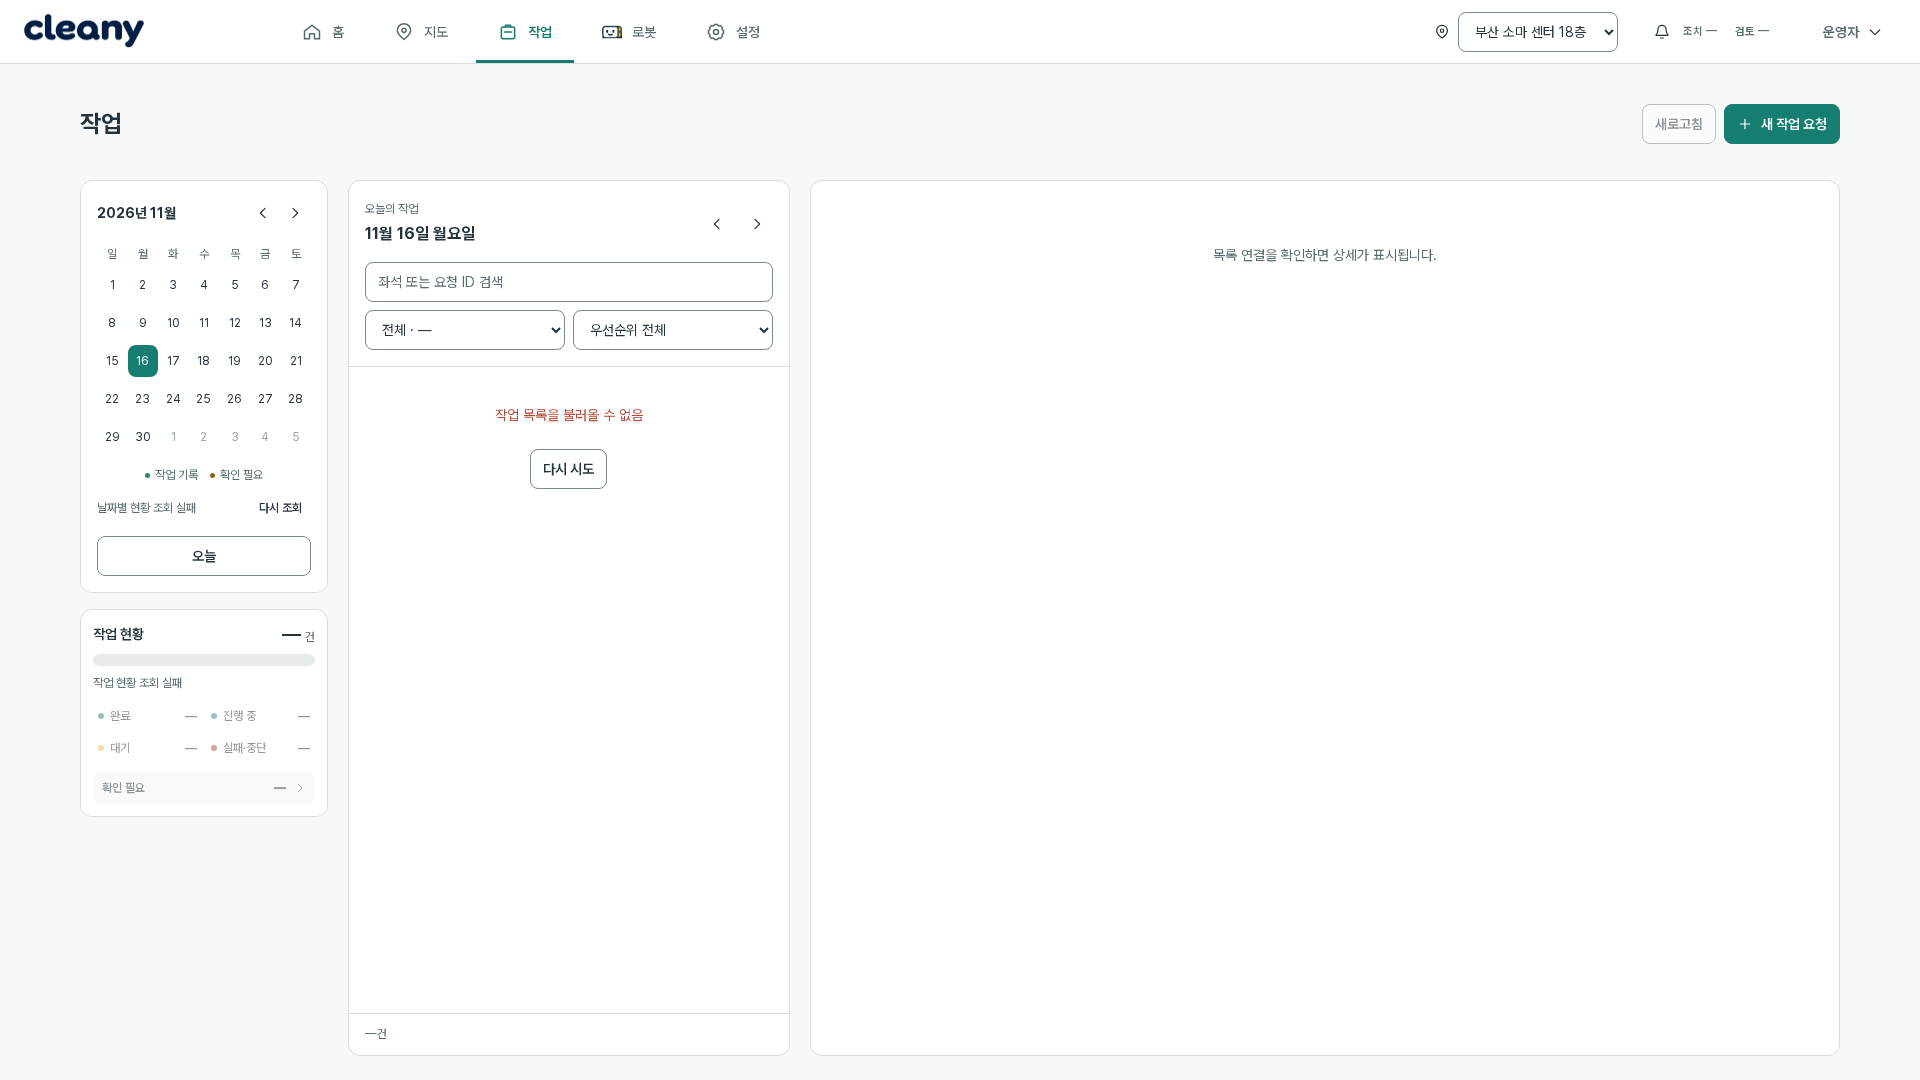 cleany
홈
지도
작업
로봇
설정
부산 소마 센터 18층
조치 —
검토 —
운영자
작업
새로고침
새 작업 요청
2026년 11월
일 월 화 수 목 금 토
1 2 3 4 5 6 7
8 9 10 11 12 13 14
15 16 17 18 19 20 21
22 23 24 25 26 27 28
29 30 1 2 3 4 5
작업 기록 확인 필요
날짜별 현황 조회 실패 다시 조회
오늘
작업 현황 — 건
작업 현황 조회 실패
완료 — 진행 중 —
대기 — 실패·중단 —
확인 필요 —
오늘의 작업
11월 16일 월요일
좌석 또는 요청 ID 검색
전체 · — 우선순위 전체
작업 목록을 불러올 수 없음
다시 시도
—건
목록 연결을 확인하면 상세가 표시됩니다.